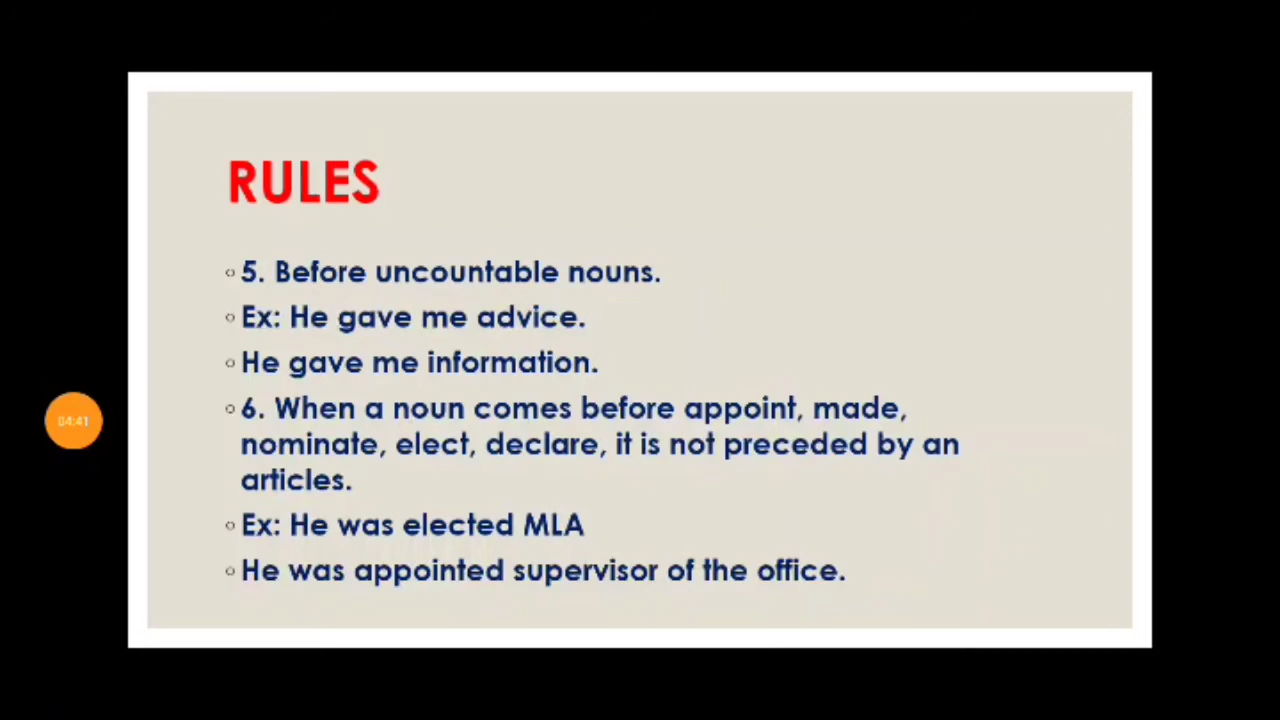 RULES
5. Before uncountable nouns.
Ex: He gave me advice.
He gave me information.
6. When a noun comes before appoint, made,
nominate, elect, declare, it is not preceded by an
articles.
04:41
Ex: He was elected MLA
He was appointed supervisor of the office.